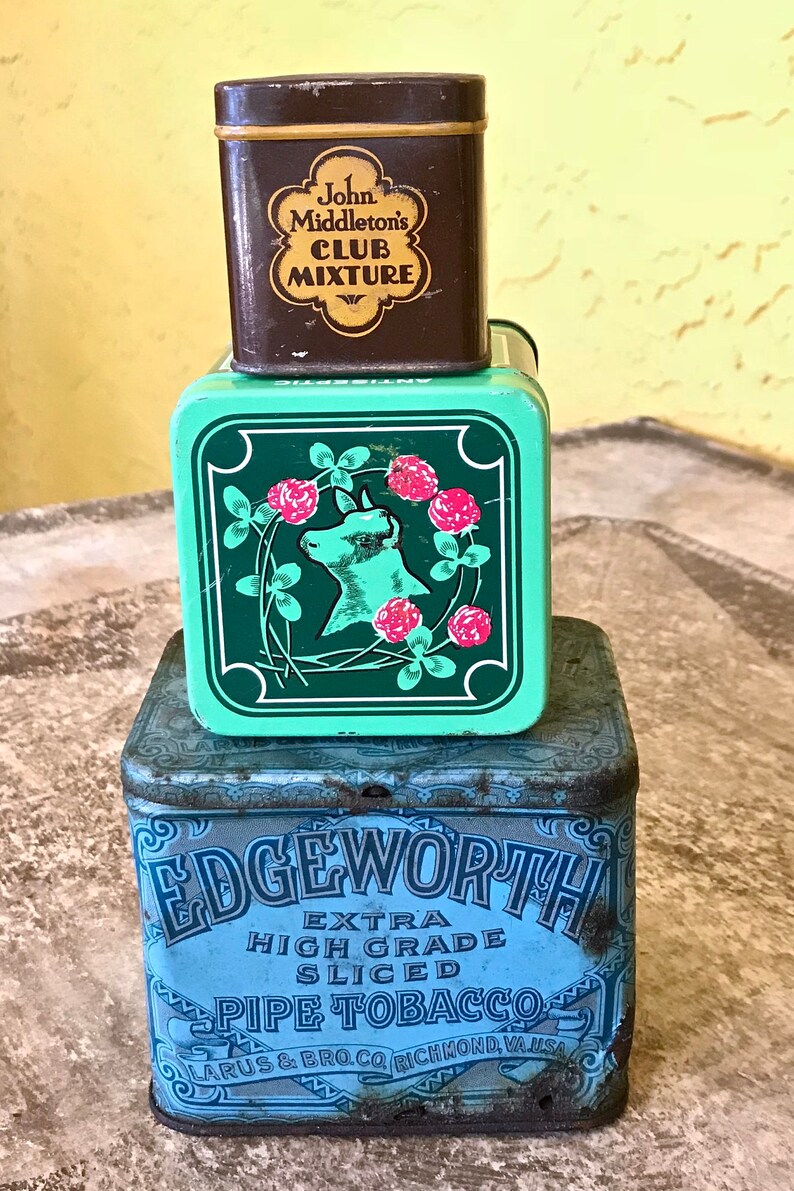 John
Middleton's
CLUB
MIXTURE
ANTISEPTIC
EDGEWORTH
EXTRA
HIGH GRADE
SLICED
PIPE TOBACCO
LARUS & BRO. CO. RICHMOND, VA. U.S.A.